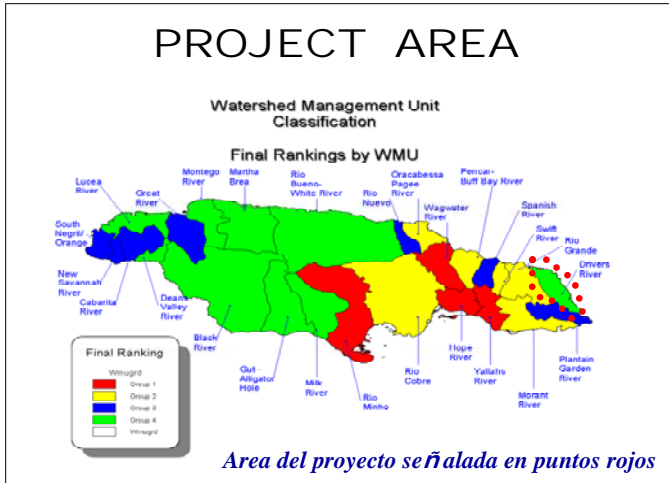 PROJECT AREA
Watershed Management Unit
Classification
Final Rankings by WMU
Lucea
River
Great
River
Montego
River
Martha
Brea
Rio
Bueno-
White River
Rio
Nuevo
Oracabessa
Pagee
River
Wagwater
River
Pencar-
Buff Bay River
Spanish
River
Swift
River
Rio
Grande
Drivers
River
South
Negril/
Orange
New
Savannah
River
Cabarita
River
Deans
Valley
River
Black
River
Gut-
Alligator
Hole
Milk
River
Rio
Minho
Rio
Cobre
Hope
River
Yallahs
River
Morant
River
Plantain
Garden
River
Final Ranking
Wmugrd
Group 1
Group 2
Group 3
Group 4
Wmugrd
Area del proyecto señalada en puntos rojos